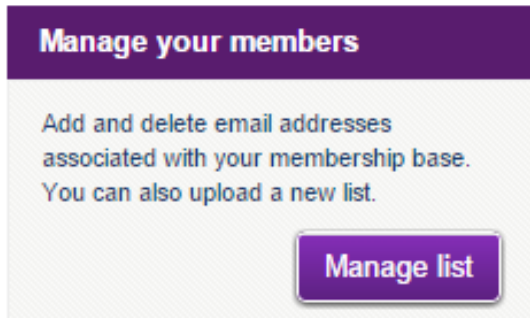 Manage your members
Add and delete email addresses
associated with your membership base.
You can also upload a new list.
Manage list